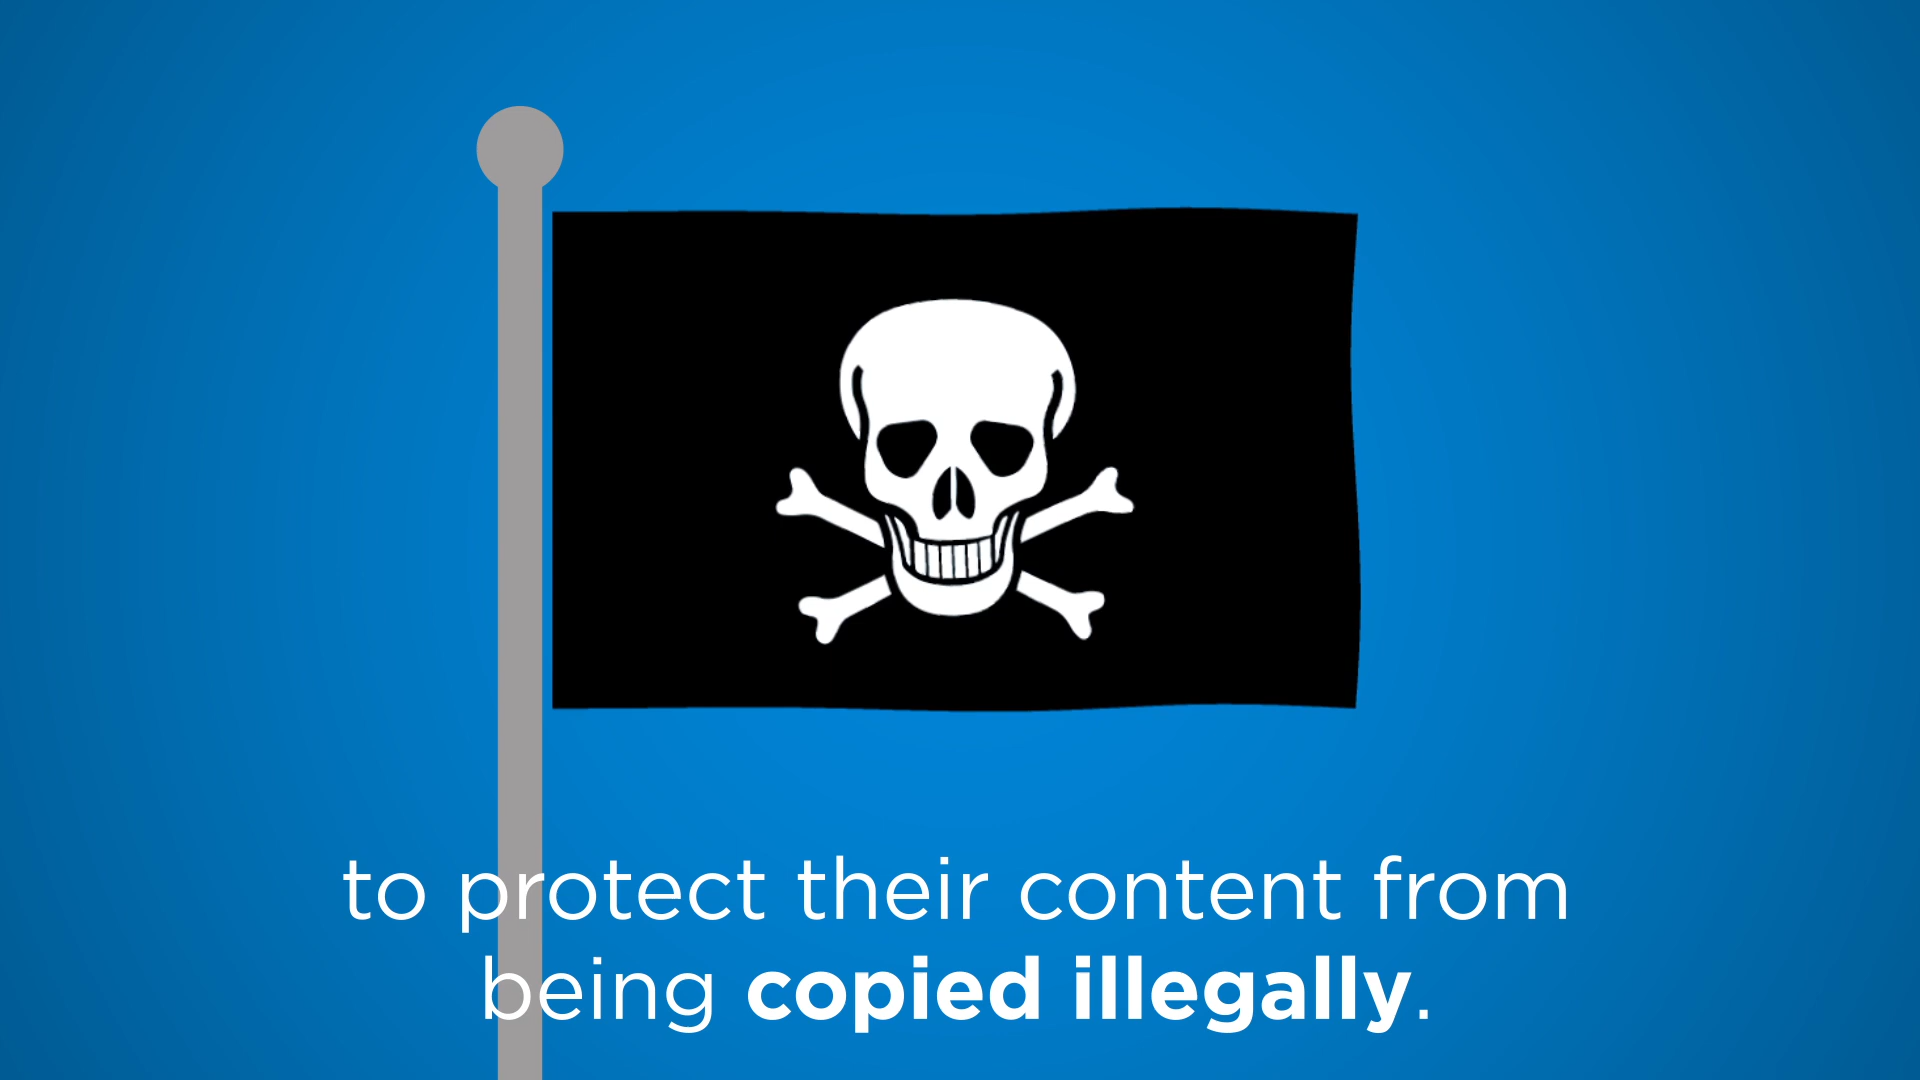 to protect their content from
being copied illegally.